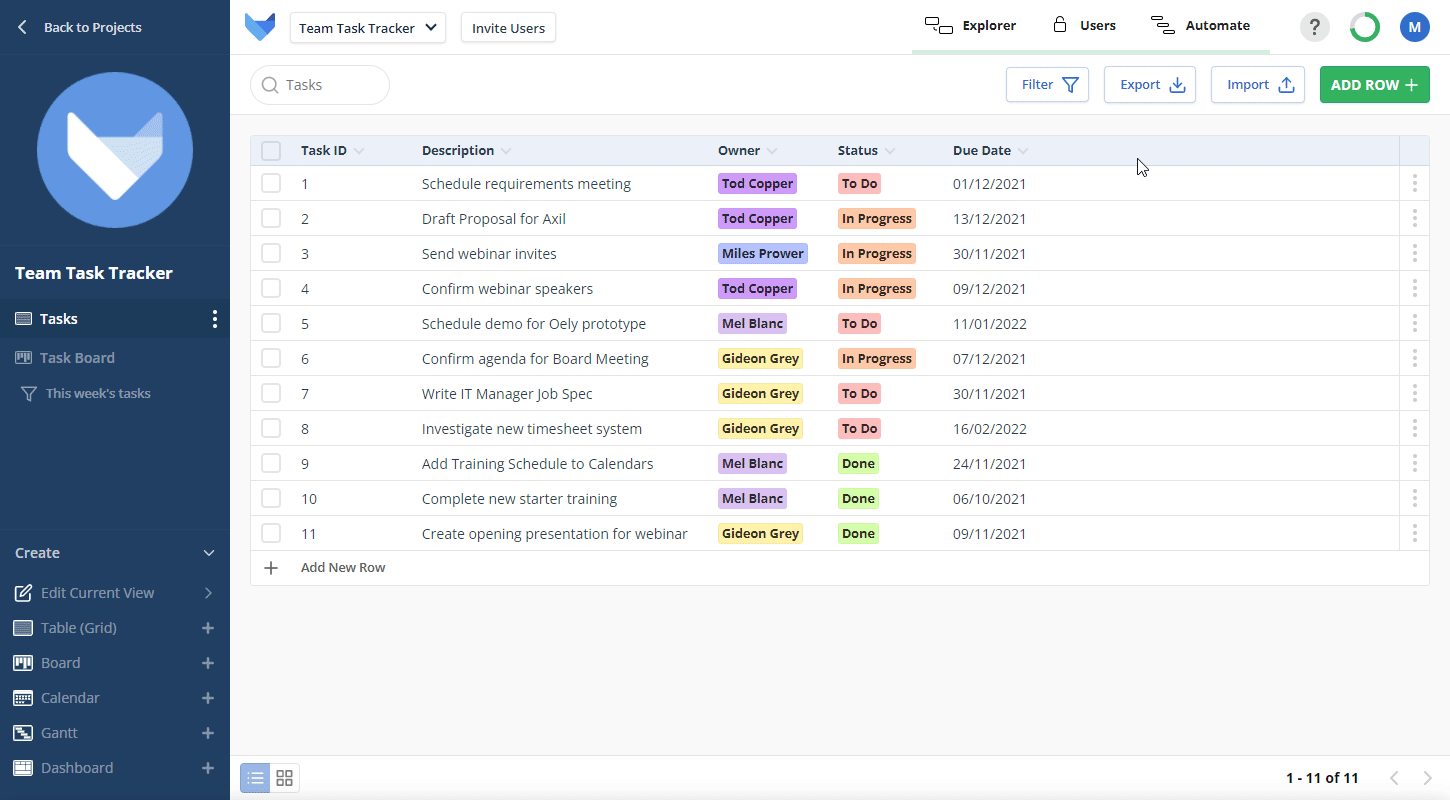 Back to Projects
Team Task Tracker
Tasks
Task Board
This week's tasks
Create
Edit Current View
Table (Grid)
Board
Calendar
Gantt
Dashboard
Team Task Tracker Invite Users Explorer Users Automate ? M
Tasks Filter Export Import ADD ROW
Task ID Description Owner Status Due Date
1 Schedule requirements meeting Tod Copper To Do 01/12/2021
2 Draft Proposal for Axil Tod Copper In Progress 13/12/2021
3 Send webinar invites Miles Prower In Progress 30/11/2021
4 Confirm webinar speakers Tod Copper In Progress 09/12/2021
5 Schedule demo for Oely prototype Mel Blanc To Do 11/01/2022
6 Confirm agenda for Board Meeting Gideon Grey In Progress 07/12/2021
7 Write IT Manager Job Spec Gideon Grey To Do 30/11/2021
8 Investigate new timesheet system Gideon Grey To Do 16/02/2022
9 Add Training Schedule to Calendars Mel Blanc Done 24/11/2021
10 Complete new starter training Mel Blanc Done 06/10/2021
11 Create opening presentation for webinar Gideon Grey Done 09/11/2021
Add New Row
1 - 11 of 11